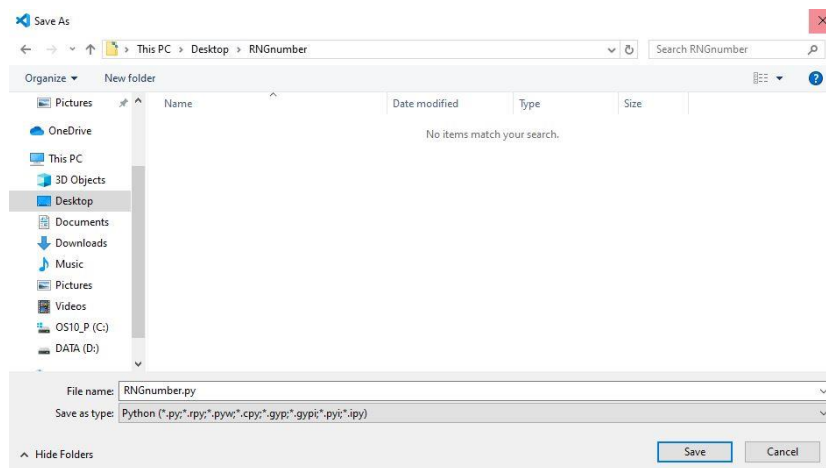 Save As
This PC > Desktop > RNGnumber
Search RNGnumber
Organize
New folder
Name
Date modified
Type
Size
No items match your search.
Pictures
OneDrive
This PC
3D Objects
Desktop
Documents
Downloads
Music
Pictures
Videos
OS10_P (C:)
DATA (D:)
File name: RNGnumber.py
Save as type: Python (*.py;*.rpy;*.pyw;*.cpy;*.gyp;*.gypi;*.pyi;*.ipy)
Hide Folders
Save
Cancel